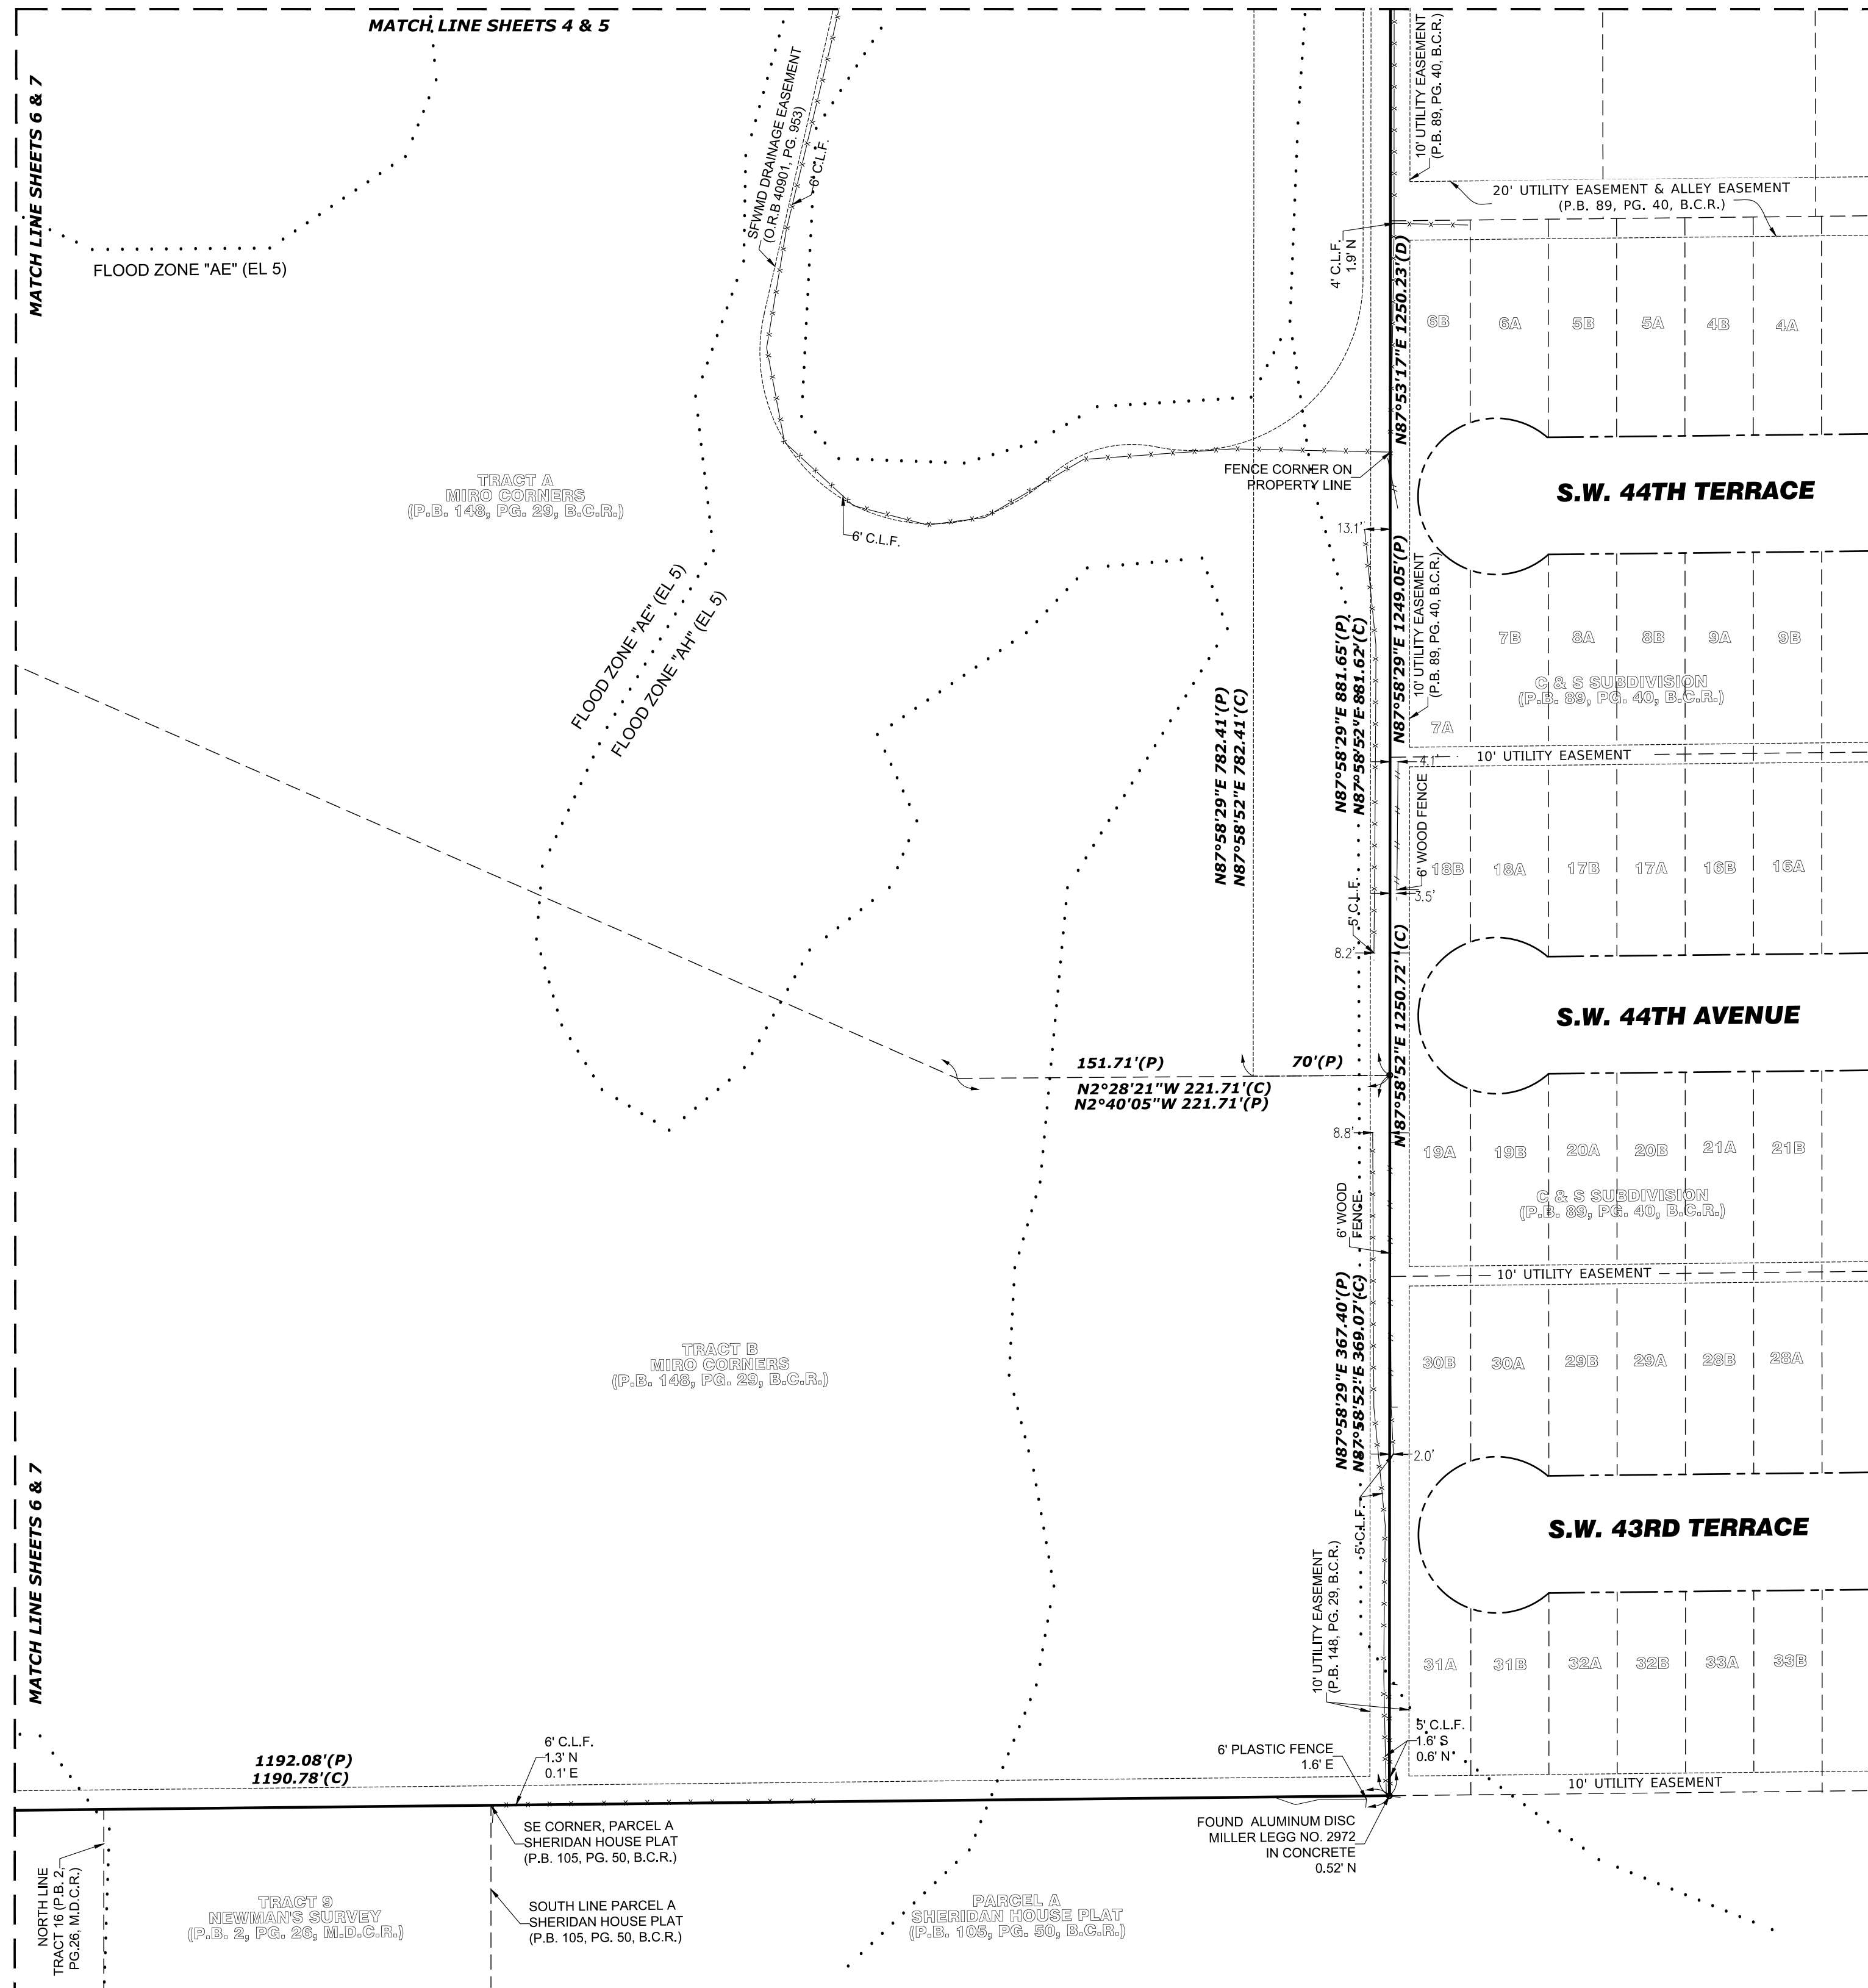 MATCH LINE SHEETS 4 & 5
MATCH LINE SHEETS 6 & 7
FLOOD ZONE "AE" (EL 5)
SFWMD DRAINAGE EASEMENT
(O.R.B 40901, PG. 953)
6' C.L.F.
10' UTILITY EASEMENT
(P.B. 89, PG. 40, B.C.R.)
20' UTILITY EASEMENT & ALLEY EASEMENT
(P.B. 89, PG. 40, B.C.R.)
4' C.L.F.
1.9' N
N87°53'17"E 1250.23'(D)
6B
6A
5B
5A
4B
4A
TRACT A
MIRO CORNERS
(P.B. 148, PG. 29, B.C.R.)
6' C.L.F.
FENCE CORNER ON
PROPERTY LINE
S.W. 44TH TERRACE
13.1'
N87°58'29"E 1249.05'(P)
10' UTILITY EASEMENT
(P.B. 89, PG. 40, B.C.R.)
7B
8A
8B
9A
9B
C & S SUBDIVISION
(P.B. 89, PG. 40, B.C.R.)
7A
FLOOD ZONE "AE" (EL 5)
FLOOD ZONE "AH" (EL 5)
N87°58'29"E 782.41'(P)
N87°58'52"E 782.41'(C)
N87°58'29"E 881.65'(P)
N87°58'52"E 881.62'(C)
10' UTILITY EASEMENT
4.1'
6' WOOD FENCE
18B
18A
17B
17A
16B
16A
3.5'
5' C.L.F.
8.2'
N87°58'52"E 1250.72' (C)
S.W. 44TH AVENUE
151.71'(P)
70'(P)
N2°28'21"W 221.71'(C)
N2°40'05"W 221.71'(P)
8.8'
19A
19B
20A
20B
21A
21B
C & S SUBDIVISION
(P.B. 89, PG. 40, B.C.R.)
6' WOOD
FENCE
10' UTILITY EASEMENT
N87°58'29"E 367.40'(P)
N87°58'52"E 369.07'(C)
TRACT B
MIRO CORNERS
(P.B. 148, PG. 29, B.C.R.)
30B
30A
29B
29A
28B
28A
2.0'
5' C.L.F.
S.W. 43RD TERRACE
10' UTILITY EASEMENT
(P.B. 148, PG. 29, B.C.R.)
31A
31B
32A
32B
33A
33B
MATCH LINE SHEETS 6 & 7
1192.08'(P)
1190.78'(C)
6' C.L.F.
1.3' N
0.1' E
6' PLASTIC FENCE
1.6' E
5' C.L.F.
1.6' S
0.6' N
10' UTILITY EASEMENT
SE CORNER, PARCEL A
SHERIDAN HOUSE PLAT
(P.B. 105, PG. 50, B.C.R.)
FOUND ALUMINUM DISC
MILLER LEGG NO. 2972
IN CONCRETE
0.52' N
NORTH LINE
TRACT 16 (P.B. 2,
PG.26, M.D.C.R.)
TRACT 9
NEWMAN'S SURVEY
(P.B. 2, PG. 26, M.D.C.R.)
SOUTH LINE PARCEL A
SHERIDAN HOUSE PLAT
(P.B. 105, PG. 50, B.C.R.)
PARCEL A
SHERIDAN HOUSE PLAT
(P.B. 105, PG. 50, B.C.R.)